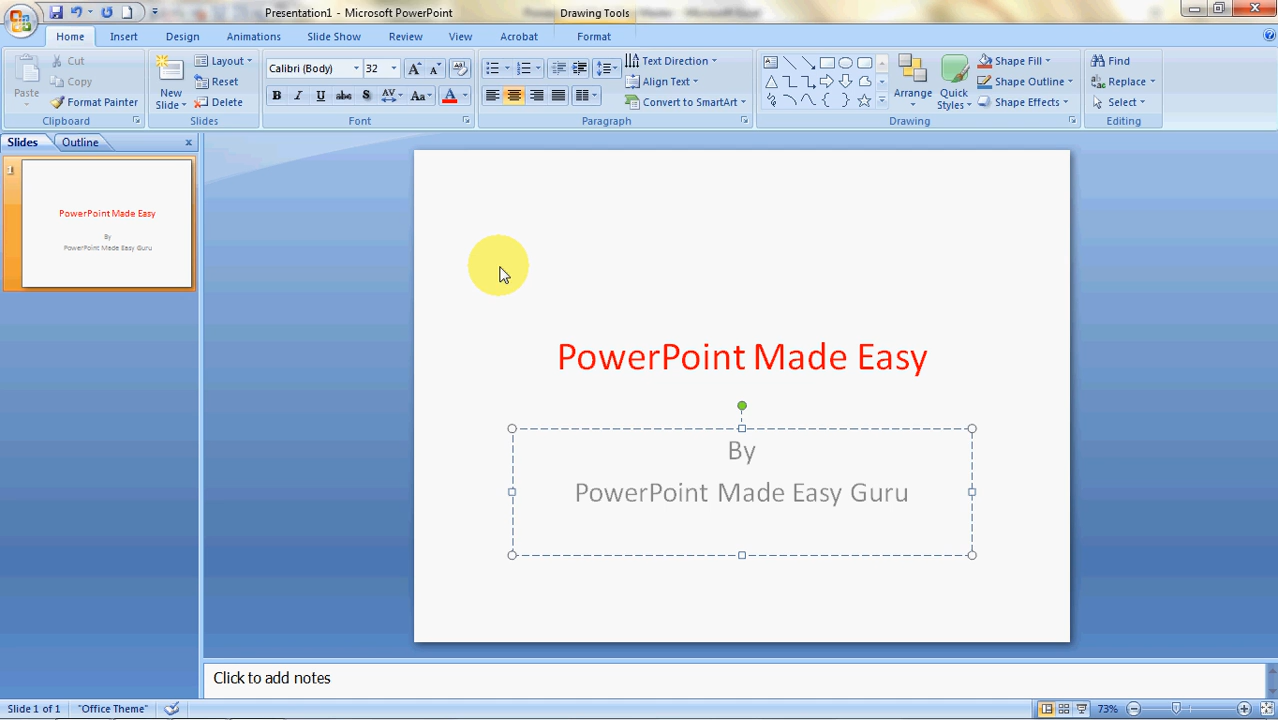 Presentation1 - Microsoft PowerPoint
Drawing Tools
Home Insert Design Animations Slide Show Review View Acrobat Format
Paste
Cut
Copy
Format Painter
Clipboard
New Slide
Layout
Reset
Delete
Slides
Calibri (Body) 32
B I U abc S AV Aa A
Font
Text Direction
Align Text
Convert to SmartArt
Paragraph
Arrange
Quick Styles
Shape Fill
Shape Outline
Shape Effects
Drawing
Find
Replace
Select
Editing
Slides Outline
1
PowerPoint Made Easy
By
PowerPoint Made Easy Guru
PowerPoint Made Easy
By
PowerPoint Made Easy Guru
Click to add notes
Slide 1 of 1 "Office Theme" 73%